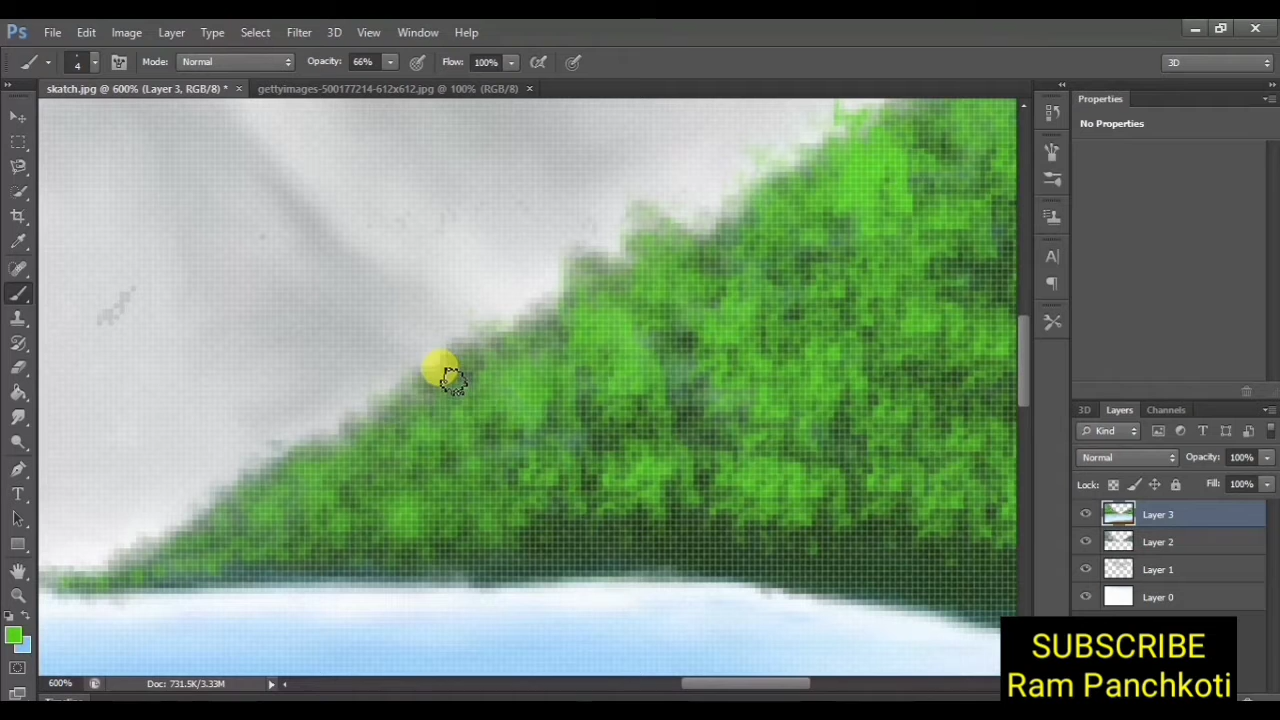 Ps File Edit Image Layer Type Select Filter 3D View Window Help
4 Mode: Normal Opacity: 66% Flow: 100% 3D
skatch.jpg @ 600% (Layer 3, RGB/8) * × gettyimages-500177214-612x612.jpg @ 100% (RGB/8) ×
Properties
No Properties
3D Layers Channels
Kind
Normal Opacity: 100%
Lock: Fill: 100%
Layer 3
Layer 2
Layer 1
Layer 0
SUBSCRIBE
Ram Panchkoti
600% Doc: 731.5K/3.33M